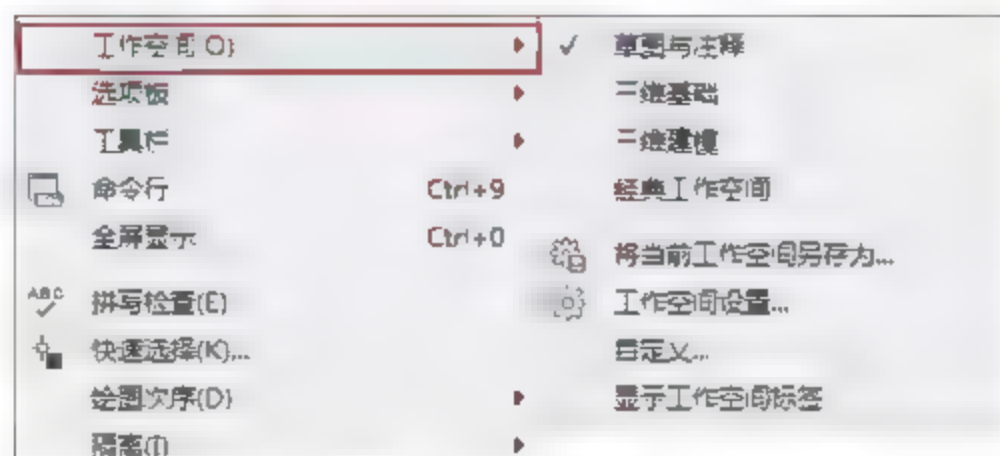 工作空间(O)
选项板
工具栏
命令行 Ctrl+9
全屏显示 Ctrl+0
ABC 拼写检查(E)
快速选择(K)...
绘图次序(D)
隔离(I)
草图与注释
三维基础
三维建模
经典工作空间
将当前工作空间另存为...
工作空间设置...
自定义...
显示工作空间标签